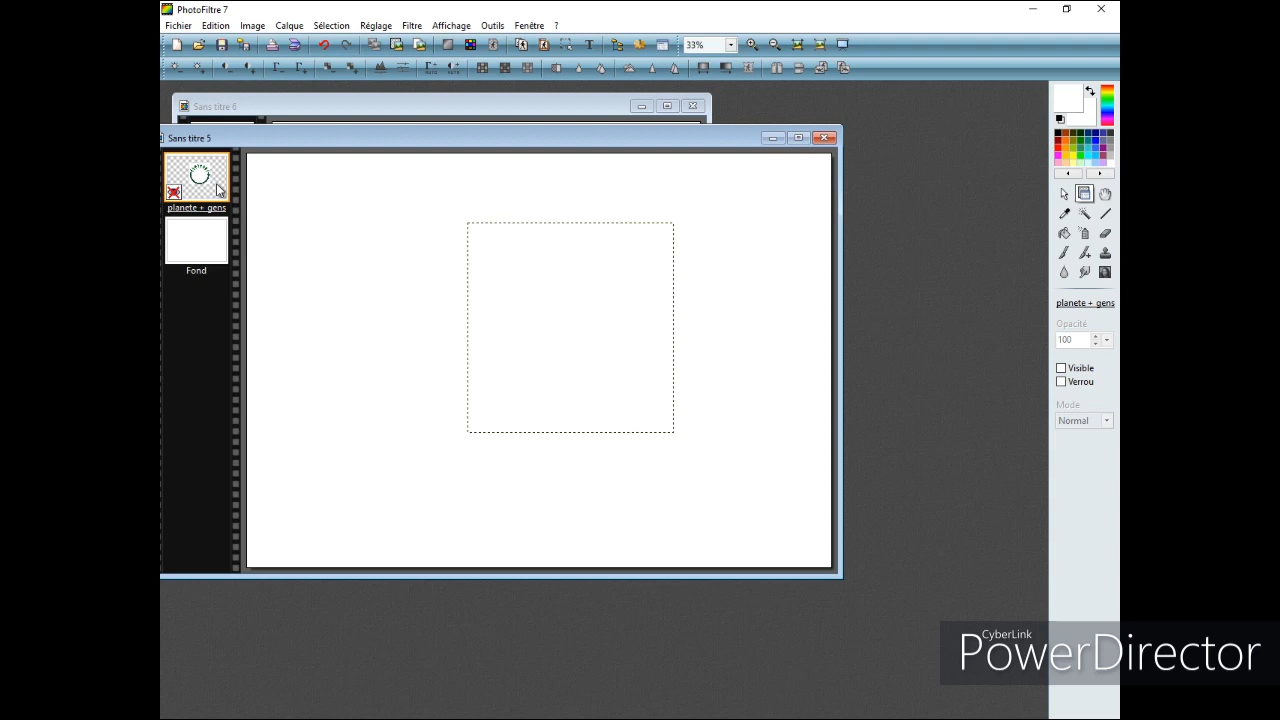 PhotoFiltre 7
Fichier Edition Image Calque Sélection Réglage Filtre Affichage Outils Fenêtre ?
33%
Sans titre 6
Sans titre 5
planete + gens
Fond
planete + gens
Opacité
100
Visible
Verrou
Mode
Normal
CyberLink
PowerDirector